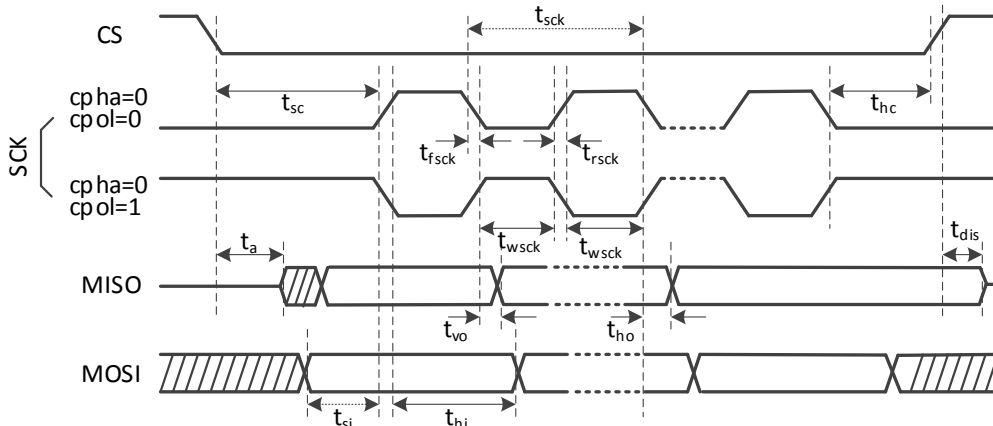 CS
t_sck
cpha=0
cpol=0
t_sc
t_hc
SCK
t_fsck
t_rsck
cpha=0
cpol=1
t_a
t_wsck
t_wsck
t_dis
MISO
t_vo
t_ho
MOSI
t_si
t_hi